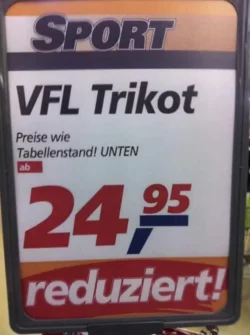 SPORT
VFL Trikot
Preise wie
Tabellenstand! UNTEN
ab
24,95
reduziert!